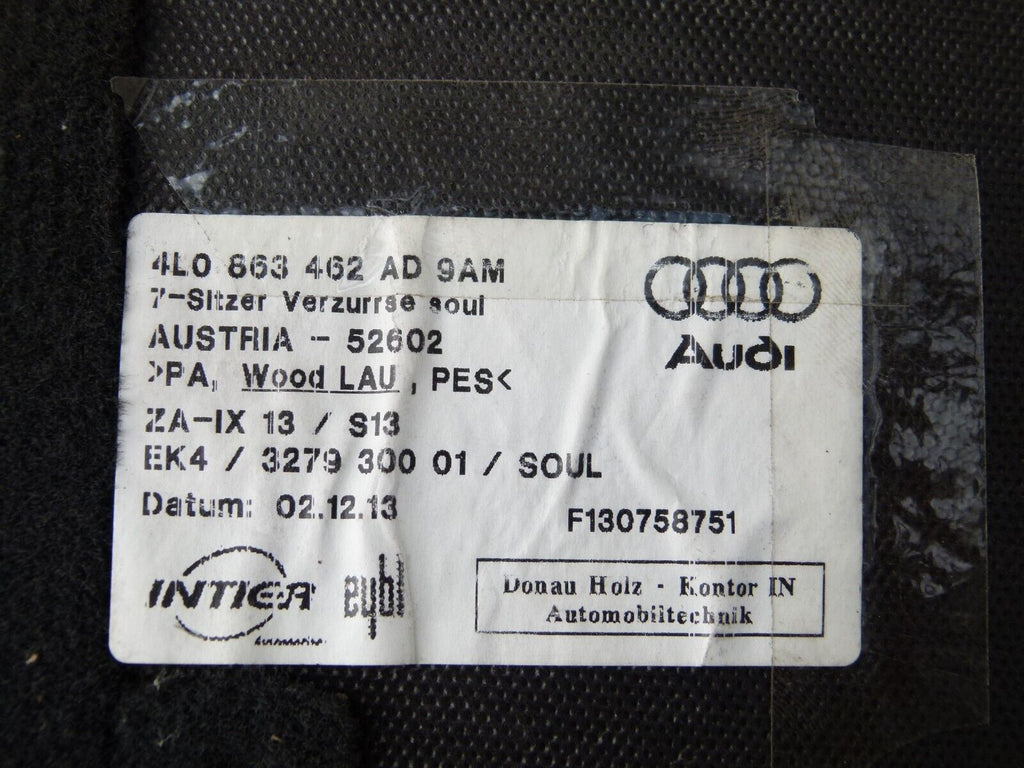 4L0 863 462 AD 9AM
7-Sitzer Verzurrse soul
AUSTRIA - 52602
>PA, Wood LAU, PES<
ZA-IX 13 / S13
EK4 / 3279 300 01 / SOUL
Datum: 02.12.13
F130758751
Audi
INTIER
Automotive
eybl
Donau Holz - Kontor IN
Automobiltechnik